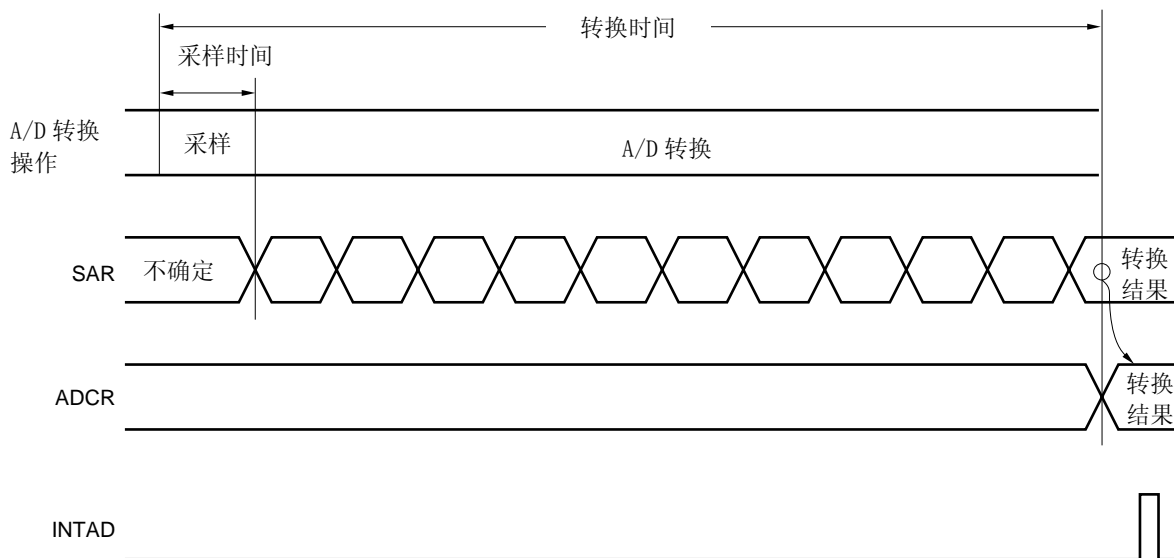 转换时间
采样时间
A/D 转换
操作
采样
A/D 转换
SAR
不确定
转换
结果
ADCR
转换
结果
INTAD